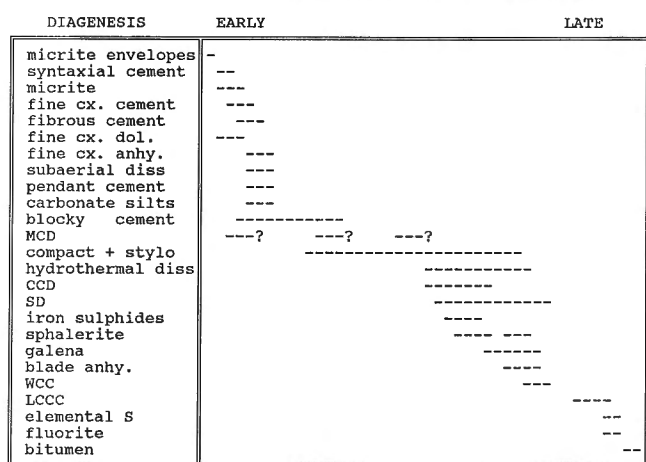 DIAGENESIS EARLY LATE
micrite envelopes -
syntaxial cement --
micrite ---
fine cx. cement ---
fibrous cement ---
fine cx. dol. ---
fine cx. anhy. ---
subaerial diss ---
pendant cement ---
carbonate silts ---
blocky cement -----------
MCD ---? ---? ---?
compact + stylo -----------------------
hydrothermal diss -----------
CCD -------
SD ------------
iron sulphides ----
sphalerite ---- ---
galena ------
blade anhy. ----
WCC ---
LCCC ----
elemental S --
fluorite --
bitumen --